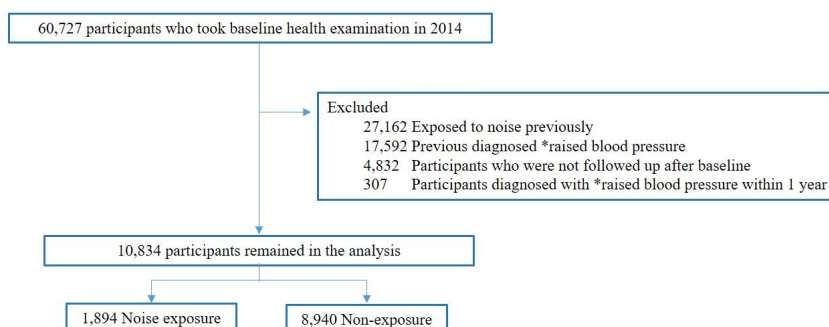 60,727 participants who took baseline health examination in 2014
Excluded
27,162 Exposed to noise previously
17,592 Previous diagnosed *raised blood pressure
4,832 Participants who were not followed up after baseline
307 Participants diagnosed with *raised blood pressure within 1 year
10,834 participants remained in the analysis
1,894 Noise exposure
8,940 Non-exposure